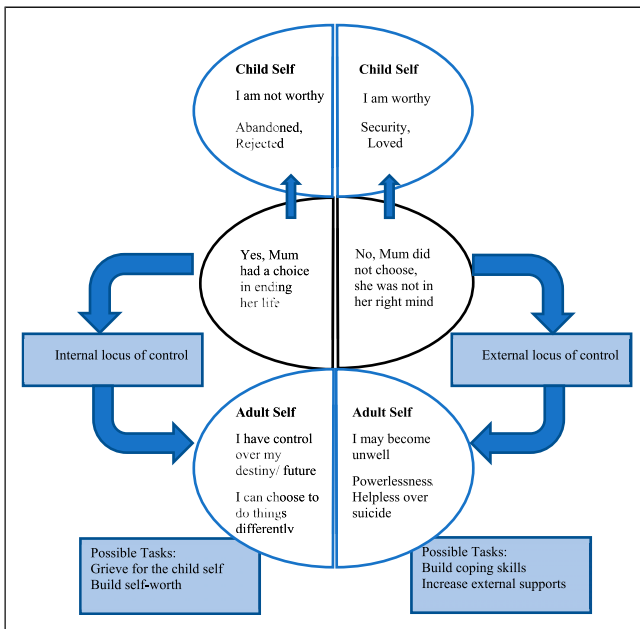 Child Self
I am not worthy
Abandoned,
Rejected
Child Self
I am worthy
Security,
Loved
Yes, Mum
had a choice
in ending
her life
No, Mum did
not choose,
she was not in
her right mind
Internal locus of control
External locus of control
Adult Self
I have control
over my
destiny/ future
I can choose to
do things
differently
Adult Self
I may become
unwell
Powerlessness
Helpless over
suicide
Possible Tasks:
Grieve for the child self
Build self-worth
Possible Tasks:
Build coping skills
Increase external supports